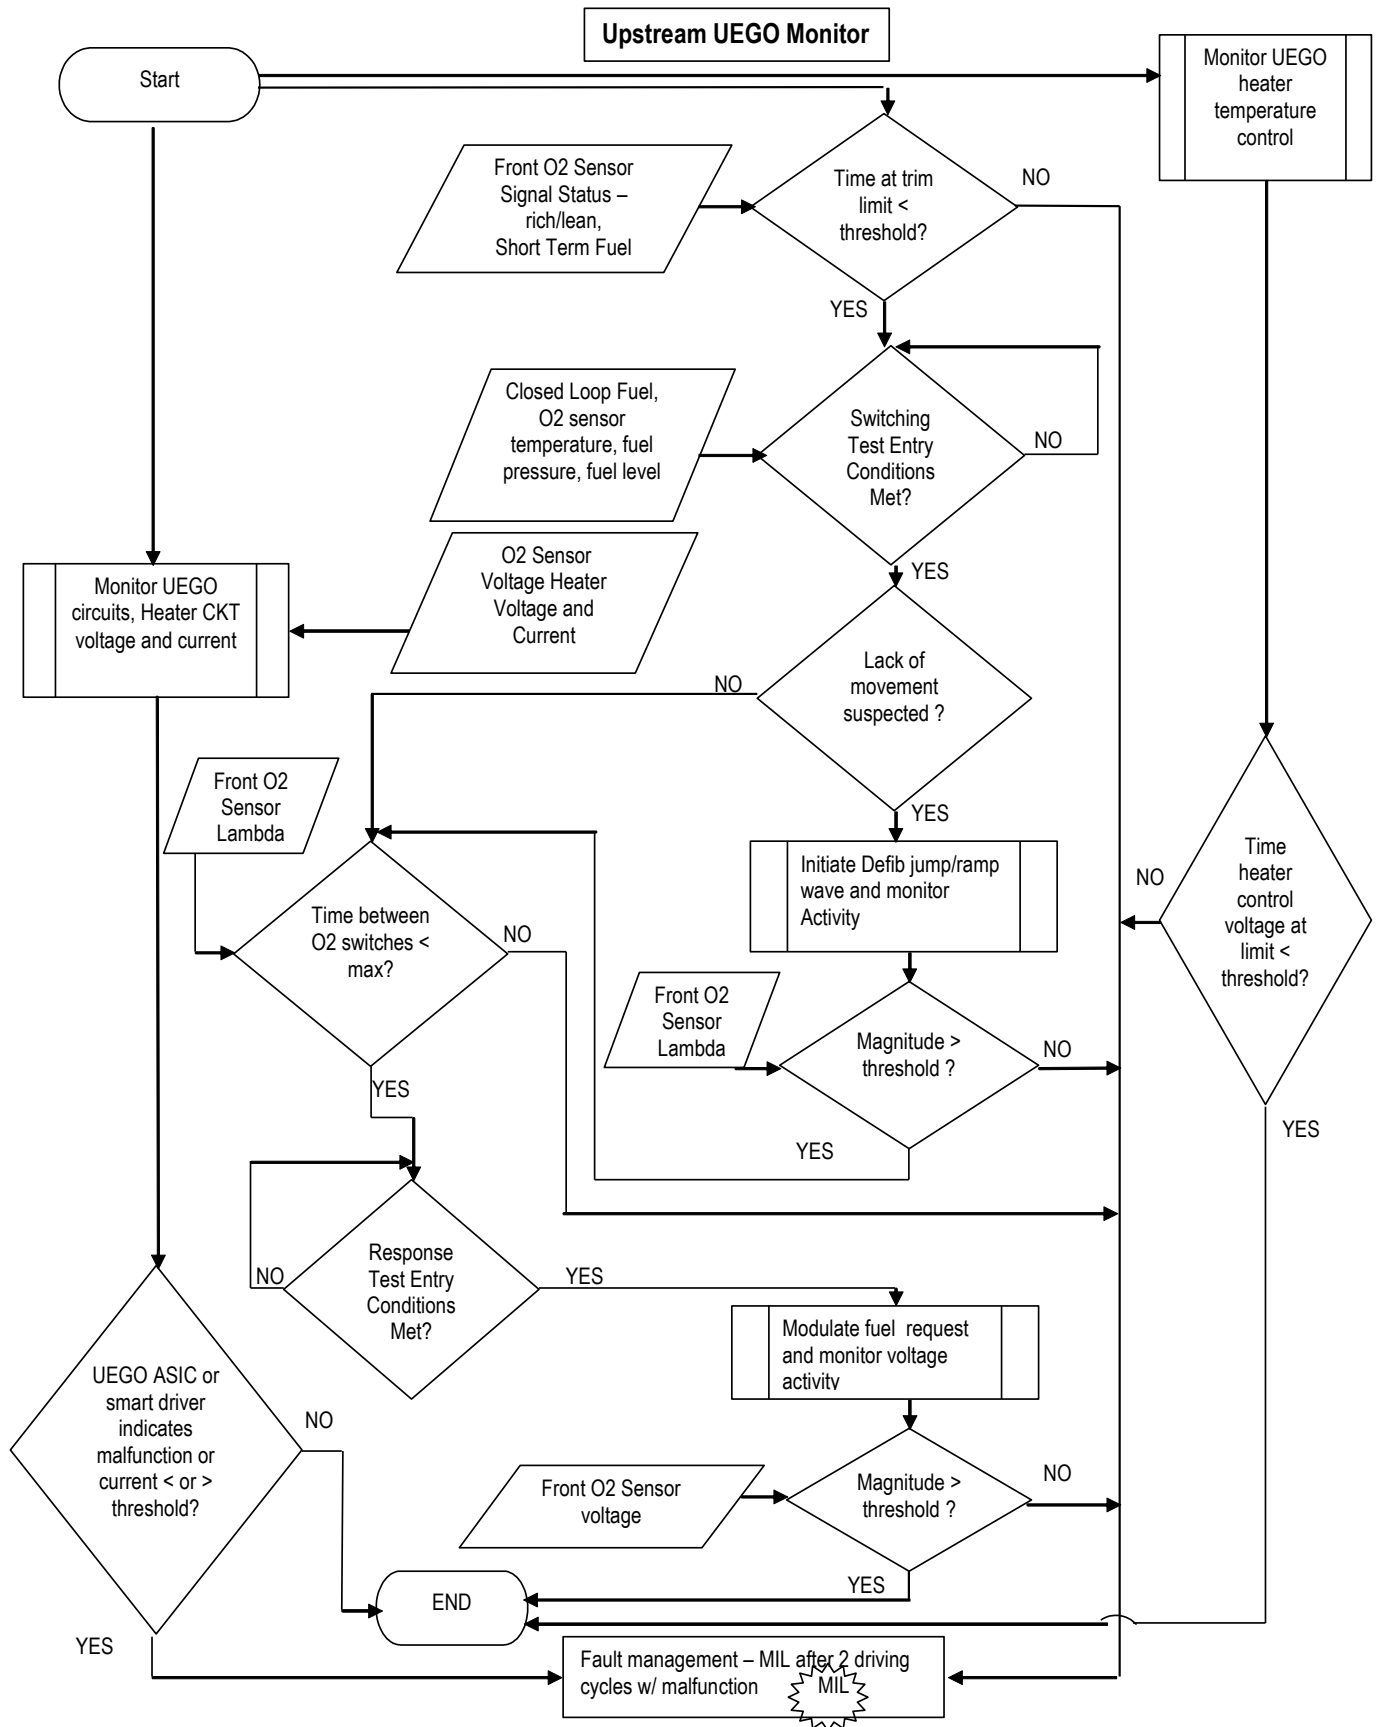 Upstream UEGO Monitor
Start
Monitor UEGO
heater
temperature
control
Front O2 Sensor
Signal Status –
rich/lean,
Short Term Fuel
Time at trim
limit <
threshold?
NO
YES
Closed Loop Fuel,
O2 sensor
temperature, fuel
pressure, fuel level
Switching
Test Entry
Conditions
Met?
NO
YES
O2 Sensor
Voltage Heater
Voltage and
Current
Monitor UEGO
circuits, Heater CKT
voltage and current
Lack of
movement
suspected ?
NO
YES
Front O2
Sensor
Lambda
Initiate Defib jump/ramp
wave and monitor
Activity
Time
heater
control
voltage at
limit <
threshold?
NO
YES
Time between
O2 switches <
max?
NO
YES
Front O2
Sensor
Lambda
Magnitude >
threshold ?
NO
YES
Response
Test Entry
Conditions
Met?
NO
YES
Modulate fuel request
and monitor voltage
activity
UEGO ASIC or
smart driver
indicates
malfunction or
current < or >
threshold?
NO
YES
Front O2 Sensor
voltage
Magnitude >
threshold ?
NO
YES
END
Fault management – MIL after 2 driving
cycles w/ malfunction
MIL